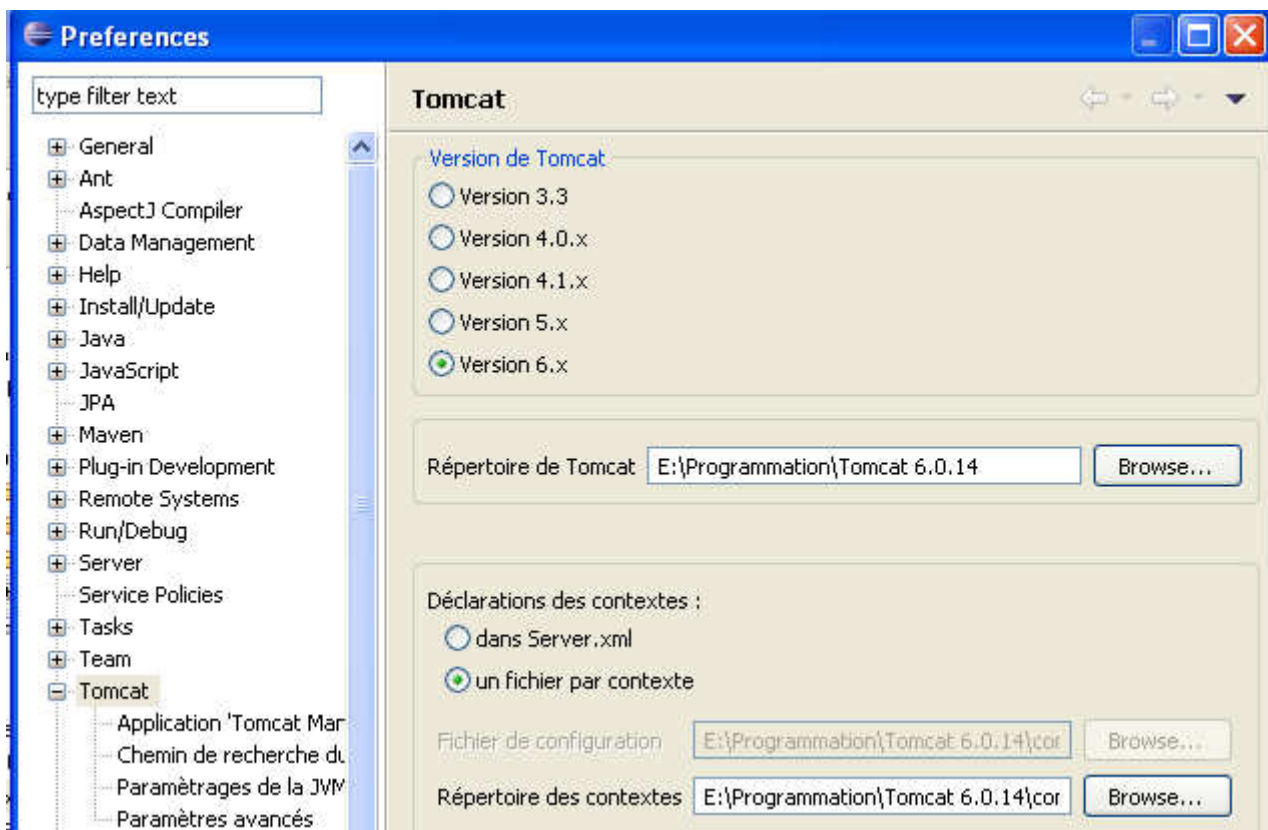 Preferences
type filter text
General
Ant
AspectJ Compiler
Data Management
Help
Install/Update
Java
JavaScript
JPA
Maven
Plug-in Development
Remote Systems
Run/Debug
Server
Service Policies
Tasks
Team
Tomcat
Application 'Tomcat Mar
Chemin de recherche du
Paramètrages de la JVM
Paramètres avancés
Tomcat
Version de Tomcat
Version 3.3
Version 4.0.x
Version 4.1.x
Version 5.x
Version 6.x
Répertoire de Tomcat E:\Programmation\Tomcat 6.0.14 Browse...
Déclarations des contextes :
dans Server.xml
un fichier par contexte
Fichier de configuration E:\Programmation\Tomcat 6.0.14\cor Browse...
Répertoire des contextes E:\Programmation\Tomcat 6.0.14\cor Browse...